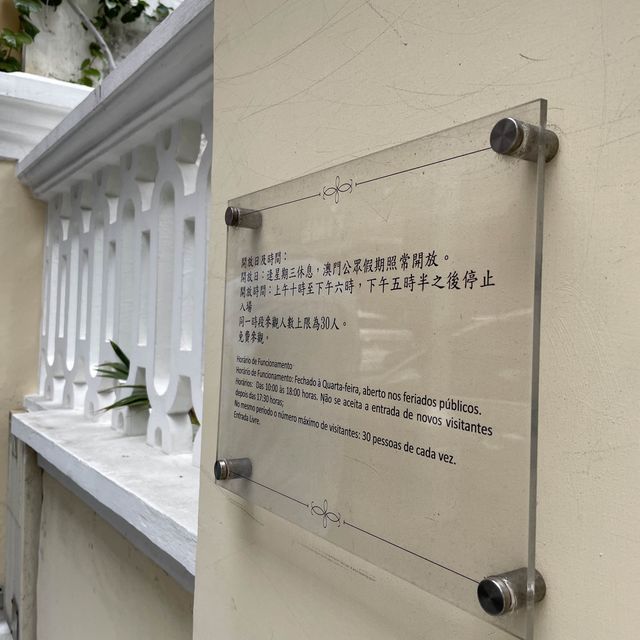 開放日及時間：
開放日：逢星期三休息，澳門公眾假期照常開放。
開放時間：上午十時至下午六時，下午五時半之後停止
入場。
同一時段參觀人數上限為30人。
免費參觀。
Horário de Funcionamento
Horário de Funcionamento: Fechado à Quarta-feira, aberto nos feriados públicos.
Horários: Das 10:00 às 18:00 horas. Não se aceita a entrada de novos visitantes
depois das 17:30 horas;
No mesmo período o número máximo de visitantes: 30 pessoas de cada vez.
Entrada Livre.